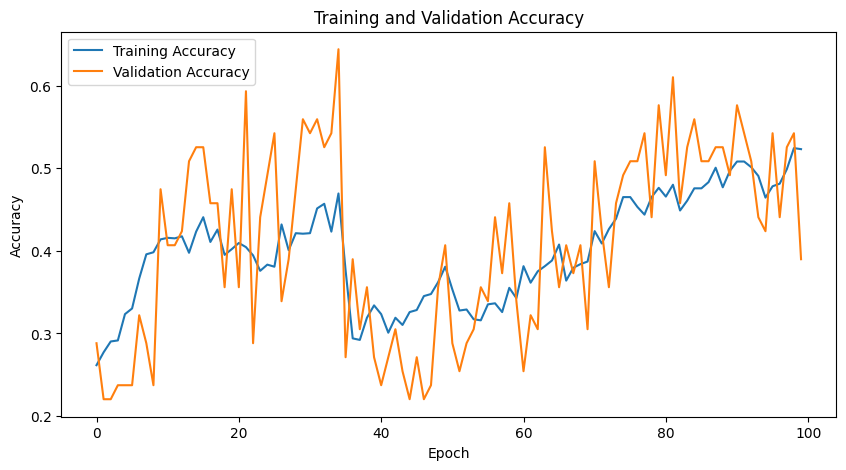 Training and Validation Accuracy
Training Accuracy
Validation Accuracy
Accuracy
0.6
0.5
0.4
0.3
0.2
0 20 40 60 80 100
Epoch